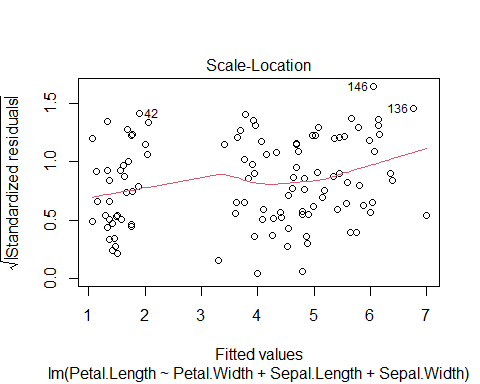 Scale-Location
√|Standardized residuals|
1.5
1.0
0.5
0.0
146
136
42
1 2 3 4 5 6 7
Fitted values
lm(Petal.Length ~ Petal.Width + Sepal.Length + Sepal.Width)